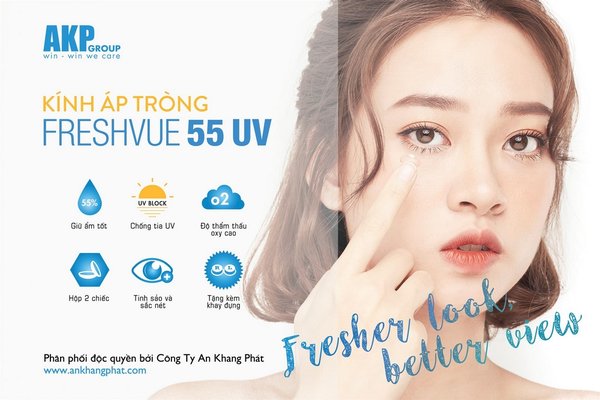 AKP GROUP
win - win we care
KÍNH ÁP TRÒNG
FRESHVUE 55 UV
55%
UV BLOCK
o2
Giữ ẩm tốt
Chống tia UV
Độ thẩm thấu
oxy cao
R L
Hộp 2 chiếc
Tinh sảo và
sắc nét
Tặng kèm
khay đựng
Fresher look,
better view
Phân phối độc quyền bởi Công Ty An Khang Phát
www.ankhangphat.com